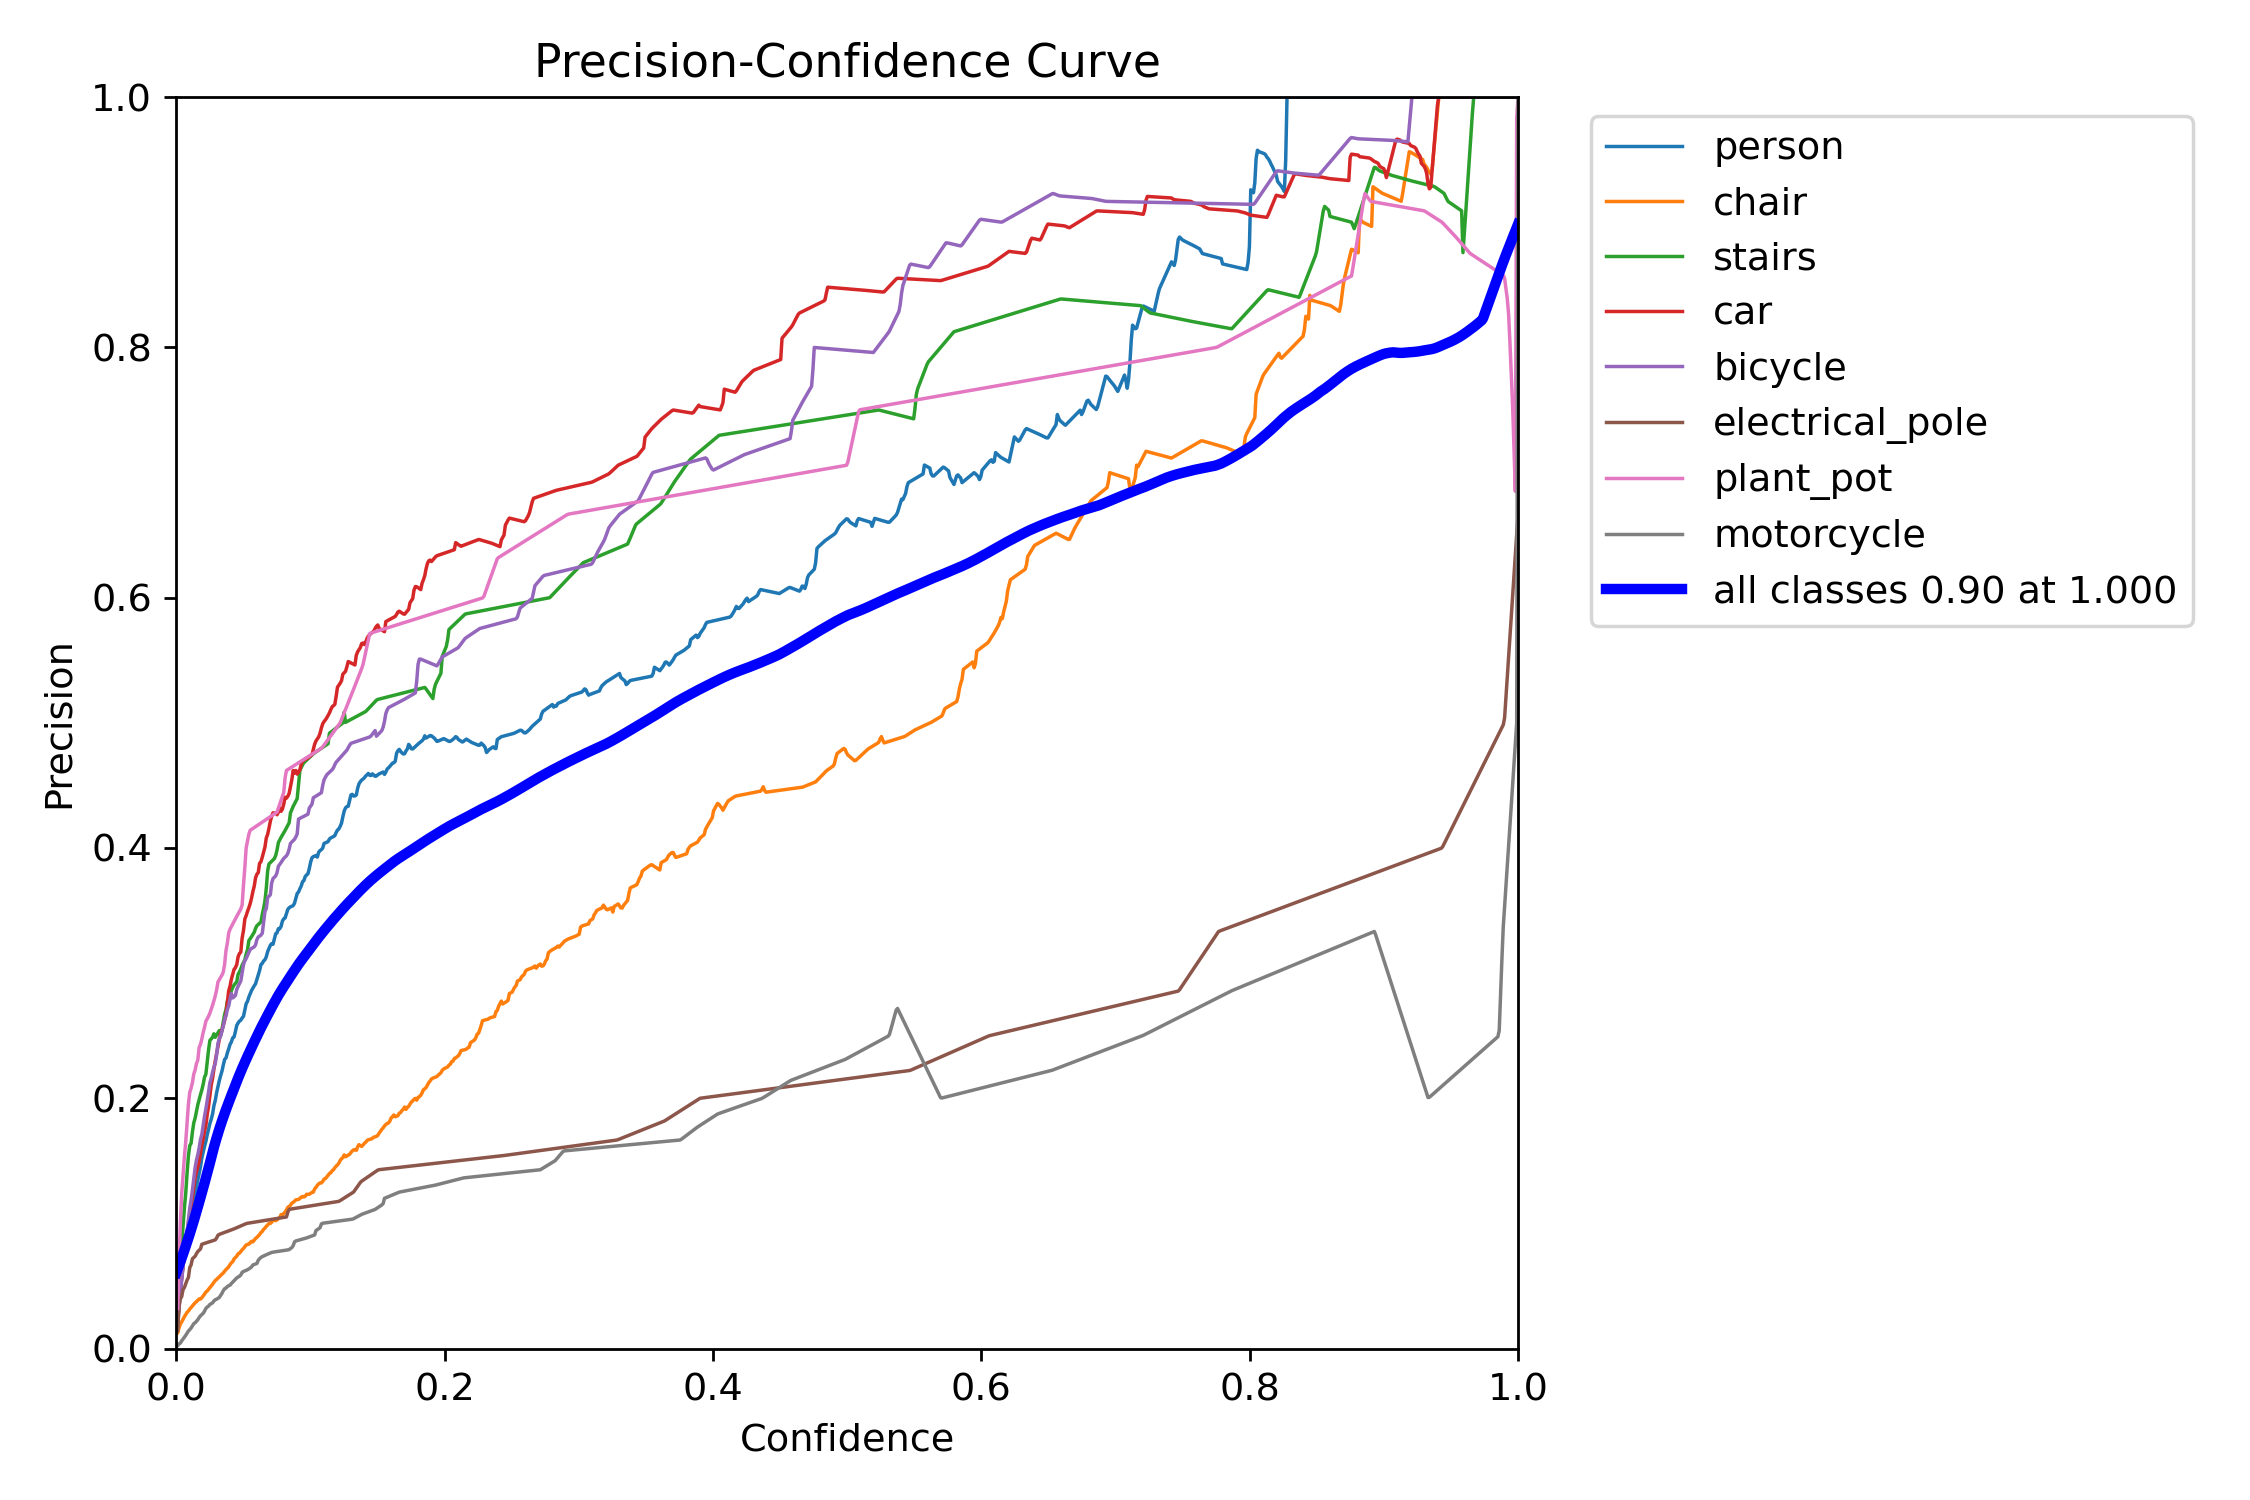 Precision-Confidence Curve
1.0
0.8
0.6
0.4
0.2
0.0
Precision
0.0 0.2 0.4 0.6 0.8 1.0
Confidence
person
chair
stairs
car
bicycle
electrical_pole
plant_pot
motorcycle
all classes 0.90 at 1.000